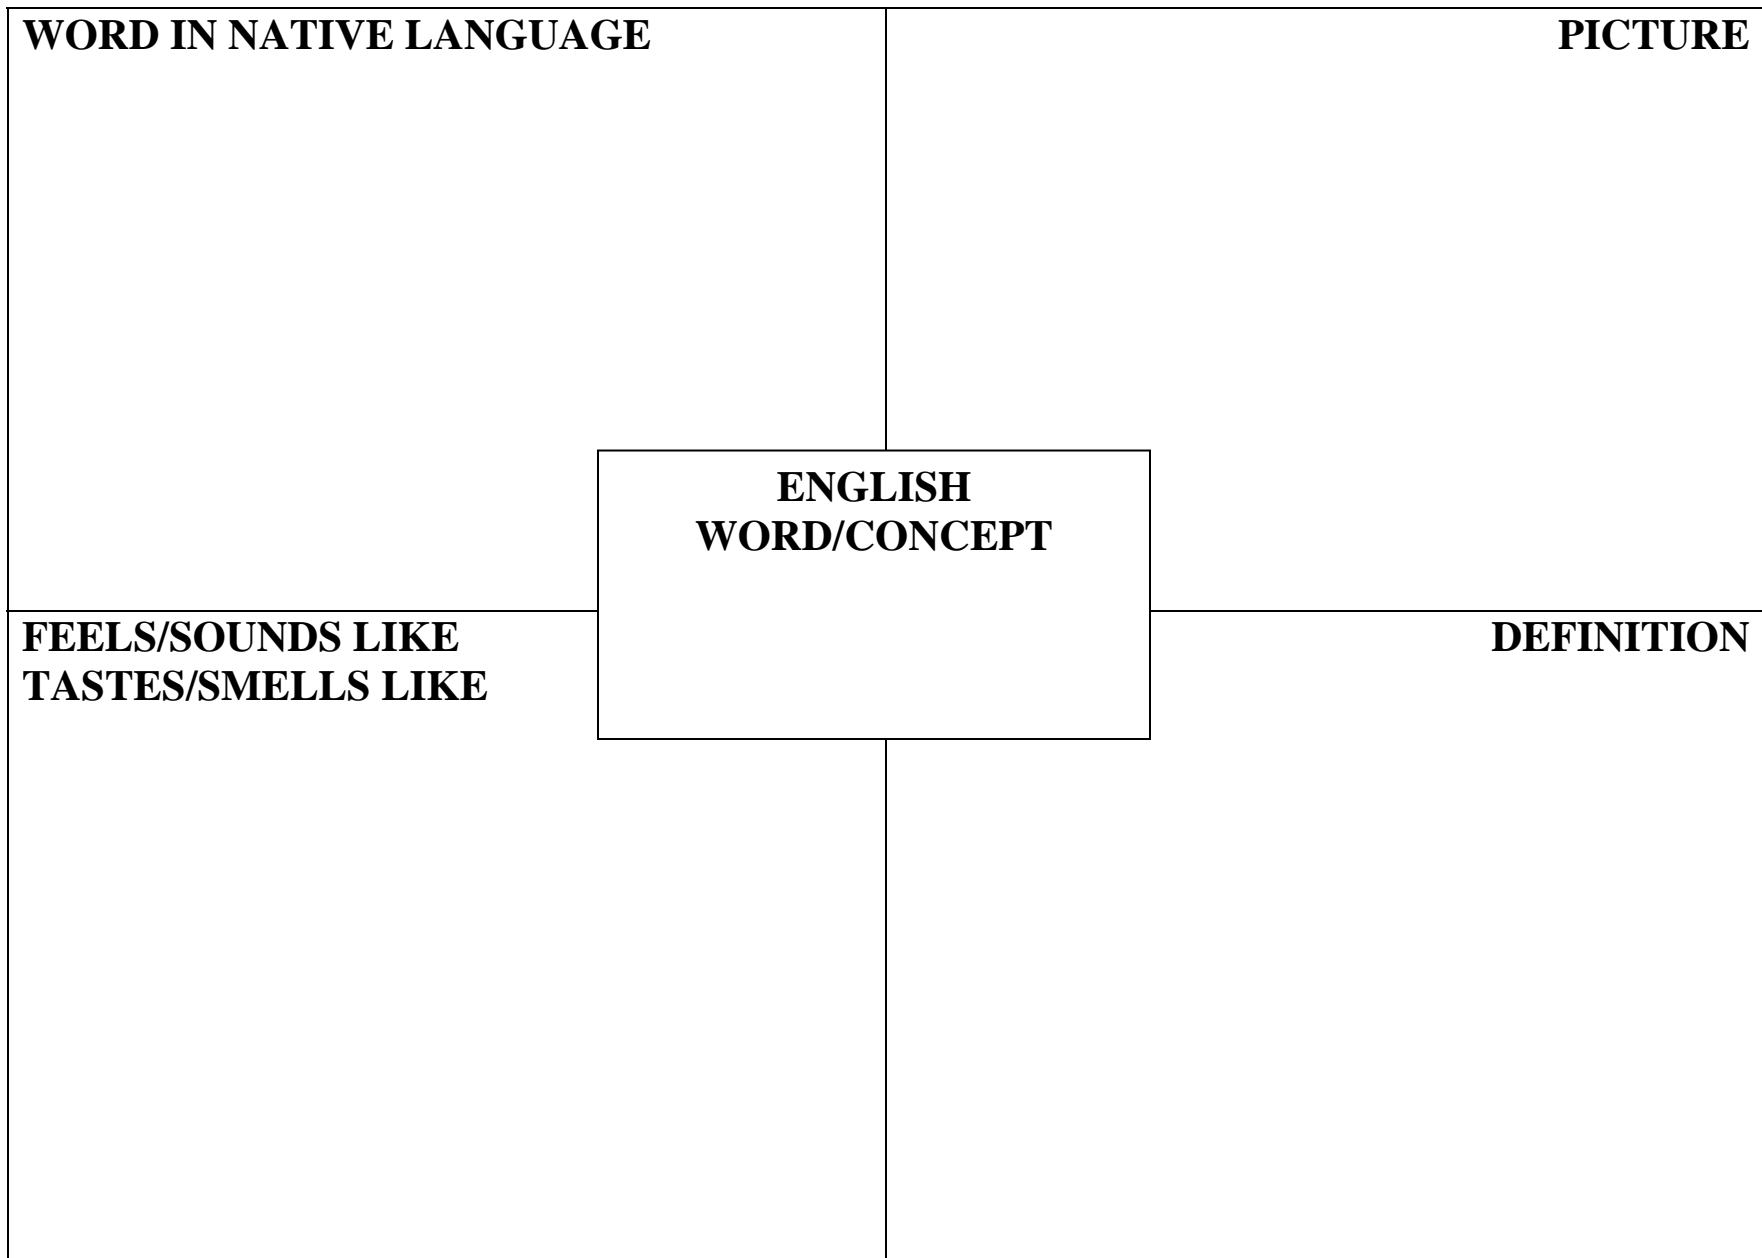 WORD IN NATIVE LANGUAGE
PICTURE
ENGLISH
WORD/CONCEPT
FEELS/SOUNDS LIKE
TASTES/SMELLS LIKE
DEFINITION